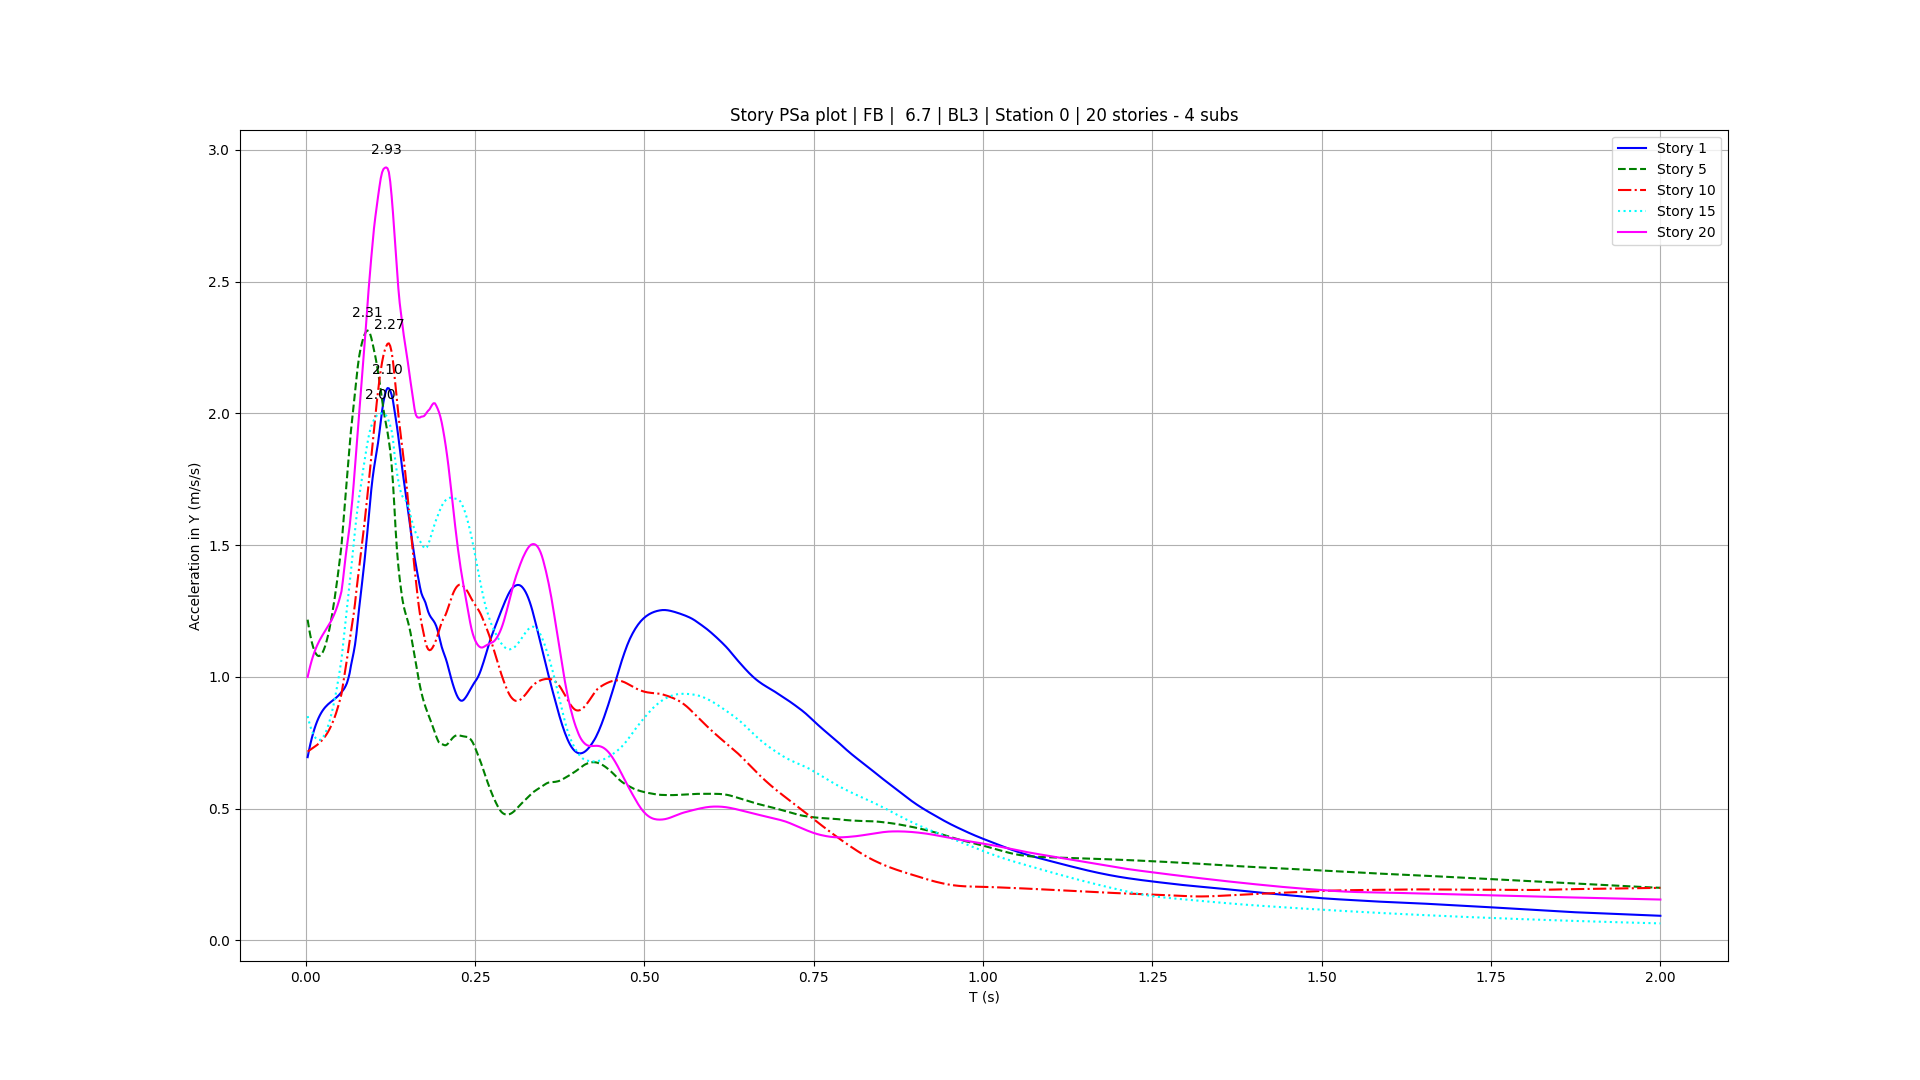 Story PSa plot | FB |  6.7 | BL3 | Station 0 | 20 stories - 4 subs
Acceleration in Y (m/s/s)
3.0
2.5
2.0
1.5
1.0
0.5
0.0
2.93
2.31
2.27
2.10
2.00
Story 1
Story 5
Story 10
Story 15
Story 20
0.00 0.25 0.50 0.75 1.00 1.25 1.50 1.75 2.00
T (s)